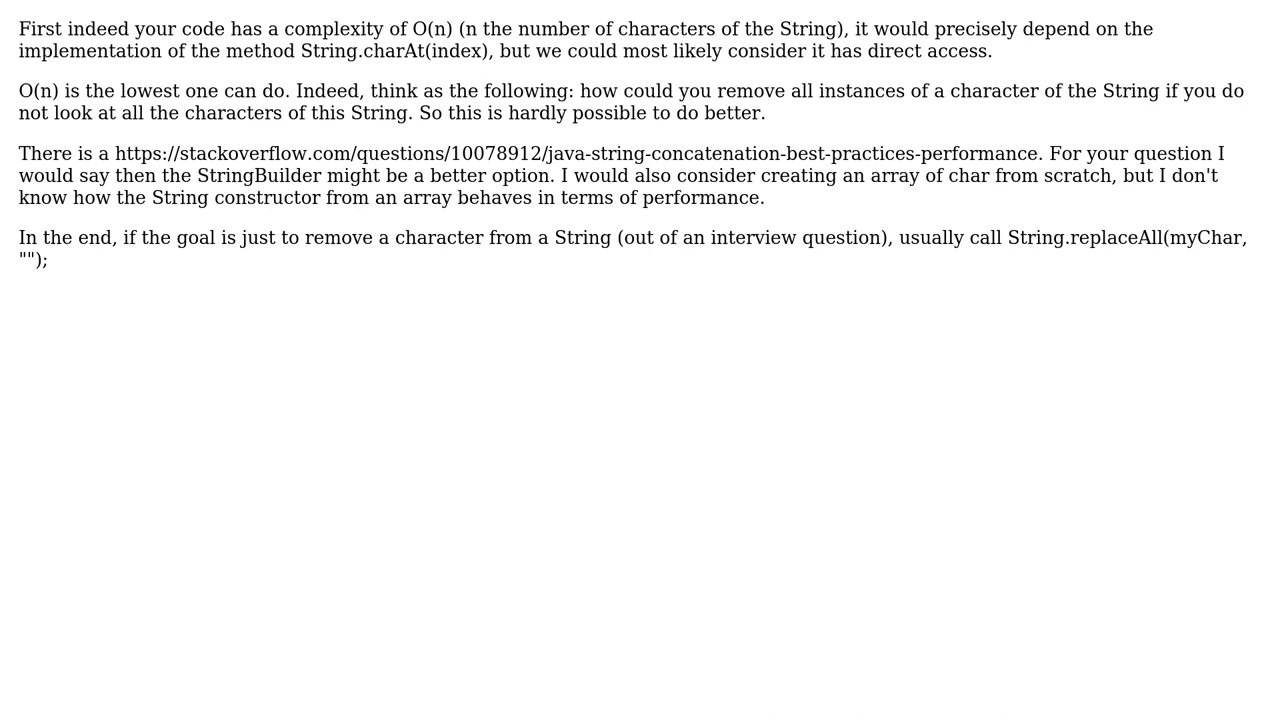 First indeed your code has a complexity of O(n) (n the number of characters of the String), it would precisely depend on the
implementation of the method String.charAt(index), but we could most likely consider it has direct access.
O(n) is the lowest one can do. Indeed, think as the following: how could you remove all instances of a character of the String if you do
not look at all the characters of this String. So this is hardly possible to do better.
There is a https://stackoverflow.com/questions/10078912/java-string-concatenation-best-practices-performance. For your question I
would say then the StringBuilder might be a better option. I would also consider creating an array of char from scratch, but I don't
know how the String constructor from an array behaves in terms of performance.
In the end, if the goal is just to remove a character from a String (out of an interview question), usually call String.replaceAll(myChar,
"");